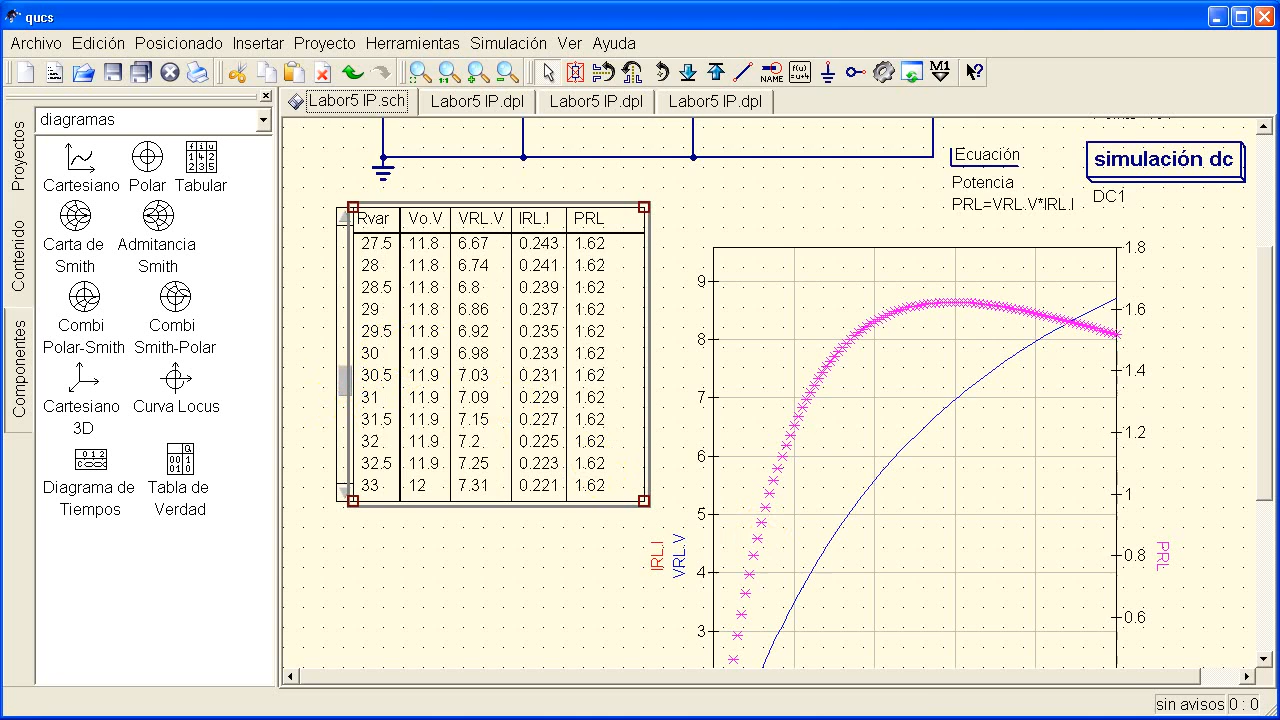 qucs
Archivo Edición Posicionado Insertar Proyecto Herramientas Simulación Ver Ayuda
NAME
M1
Labor5 IP.sch Labor5 IP.dpl Labor5 IP.dpl Labor5 IP.dpl
Proyectos
Contenido
Componentes
diagramas
Cartesiano Polar Tabular
Carta de Smith
Admitancia Smith
Combi Polar-Smith
Combi Smith-Polar
Cartesiano 3D
Curva Locus
Diagrama de Tiempos
Tabla de Verdad
Ecuación
Potencia
PRL=VRL.V*IRL.I
simulación dc
DC1
Rvar Vo.V VRL.V IRL.I PRL
27.5 11.8 6.67 0.243 1.62
28 11.8 6.74 0.241 1.62
28.5 11.8 6.8 0.239 1.62
29 11.8 6.86 0.237 1.62
29.5 11.9 6.92 0.235 1.62
30 11.9 6.98 0.233 1.62
30.5 11.9 7.03 0.231 1.62
31 11.9 7.09 0.229 1.62
31.5 11.9 7.15 0.227 1.62
32 11.9 7.2 0.225 1.62
32.5 11.9 7.25 0.223 1.62
33 12 7.31 0.221 1.62
9
8
7
6
5
4
3
IRL.I
VRL.V
1.8
1.6
1.4
1.2
1
0.8
0.6
PRL
sin avisos 0 : 0